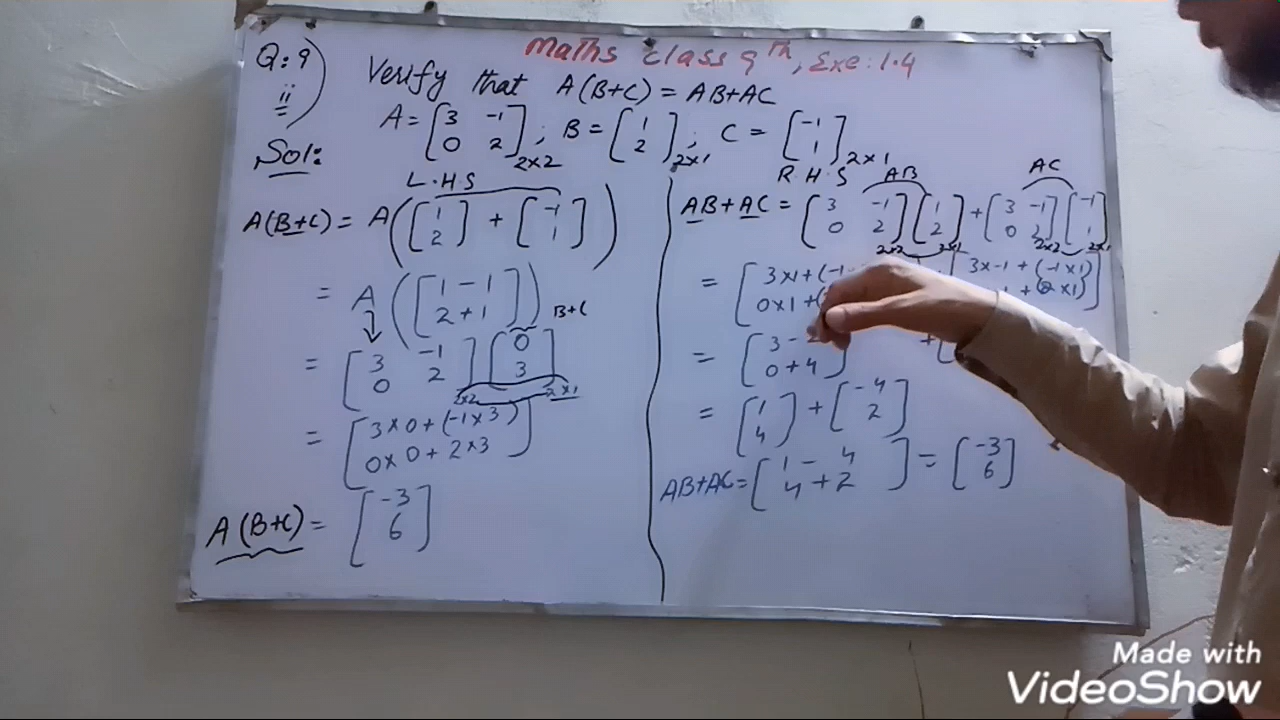 Maths class 9th, Exe: 1.4
Q: 9) ii
Verify that A(B+C) = AB+AC
A = [3 -1; 0 2] 2x2 ; B = [1; 2] 2x1 ; C = [-1; 1] 2x1
Sol:
L.H.S
A(B+C) = A([1; 2] + [-1; 1])
= A([1 - 1; 2 + 1])
B+C
= [3 -1; 0 2] 2x2 [0; 3] 2x1
= [3x0+(-1x3); 0x0+2x3]
A(B+C) = [-3; 6]
R.H.S
AB AC
AB+AC = [3 -1; 0 2] 2x2 [1; 2] + [3 -1; 0 2] 2x2 [-1; 1] 2x1
= [3x1+(-1; 0x1+( [3x-1+(-1x1); -1+(2x1)]
= [3-; 0+4] + [
= [1; 4] + [-4; 2]
AB+AC = [1 - 4; 4+2] = [-3; 6]
Made with
VideoShow